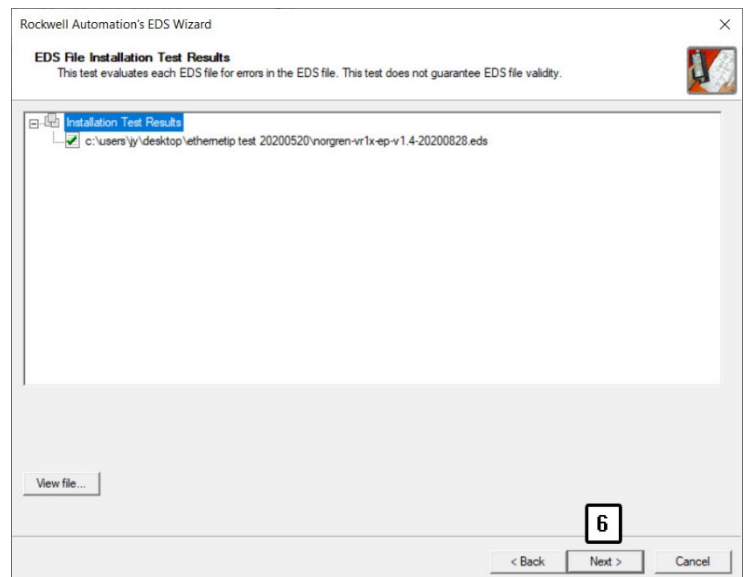 Rockwell Automation's EDS Wizard
EDS File Installation Test Results
This test evaluates each EDS file for errors in the EDS file. This test does not guarantee EDS file validity.
Installation Test Results
c:\users\jy\desktop\ethernetip test 20200520\norgren-vr1x-ep-v1.4-20200828.eds
View file...
6
< Back Next > Cancel